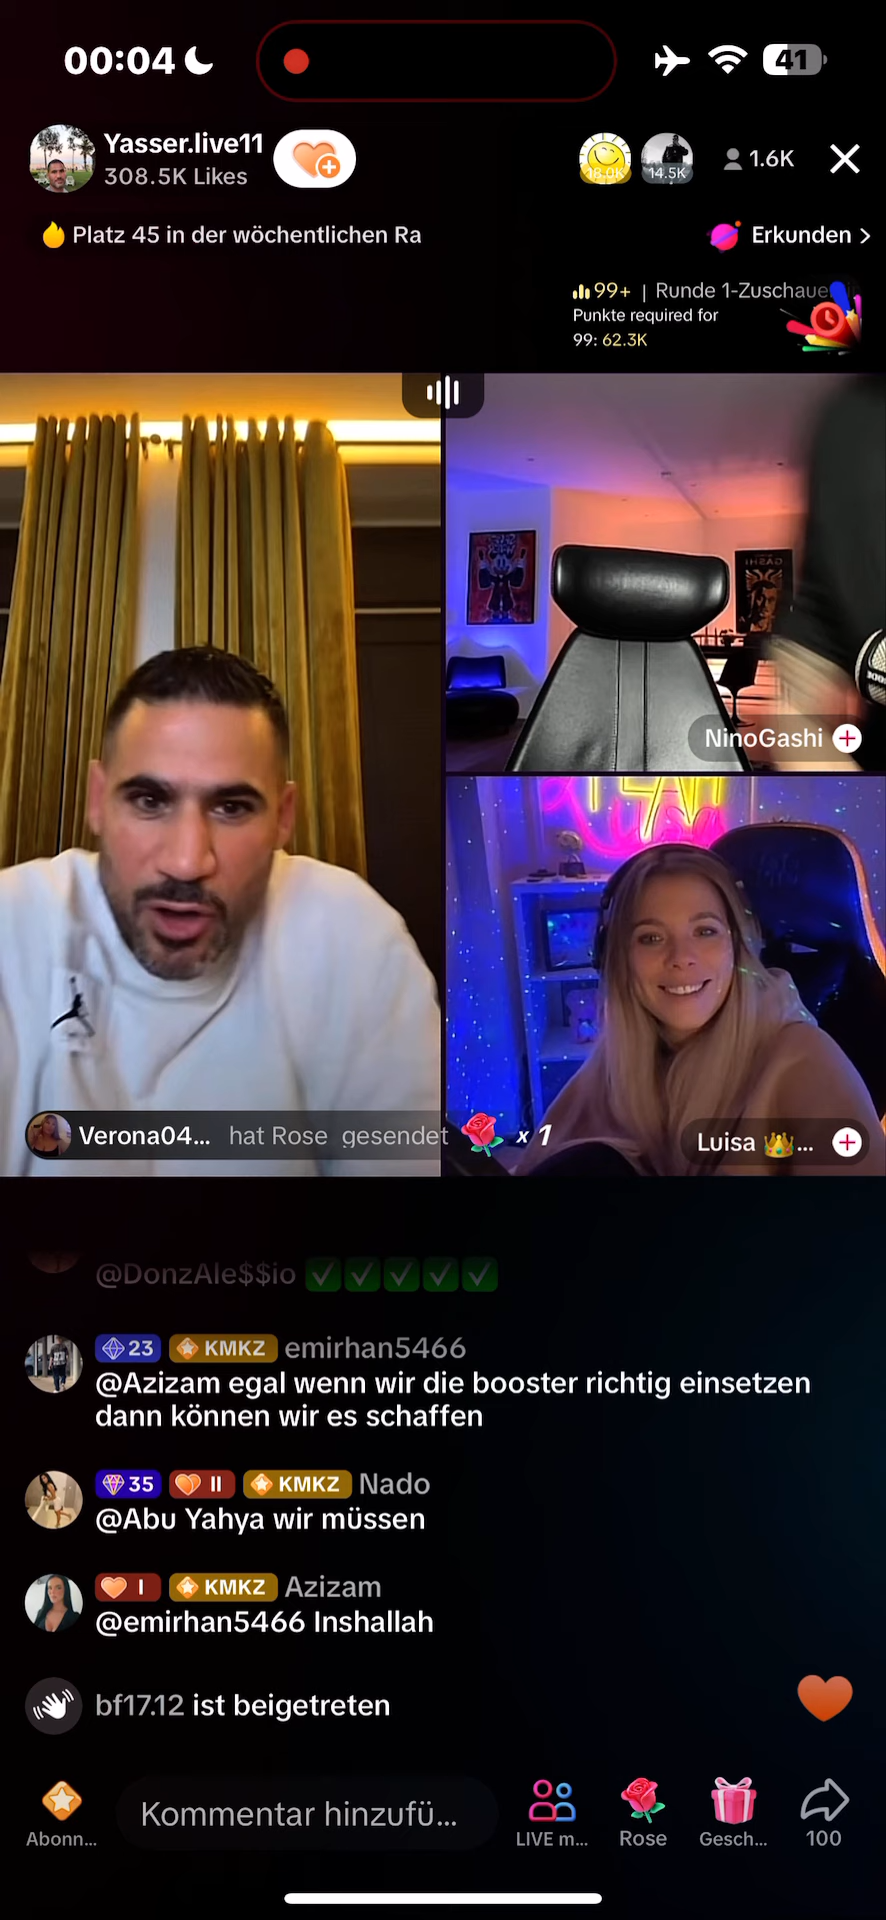 00:04
41
Yasser.live11
308.5K Likes
18.0K
14.5K
1.6K
Platz 45 in der wöchentlichen Ra
Erkunden >
99+ | Runde 1-Zuschauer
Punkte required for
99: 62.3K
GASHI
NinoGashi
Verona04... hat Rose gesendet x 1
Luisa 👑...
@DonzAle$$io ✅✅✅✅✅
23 KMKZ emirhan5466
@Azizam egal wenn wir die booster richtig einsetzen
dann können wir es schaffen
35 II KMKZ Nado
@Abu Yahya wir müssen
I KMKZ Azizam
@emirhan5466 Inshallah
bf17.12 ist beigetreten
Abonn...
Kommentar hinzufü...
LIVE m...
Rose
Gesch...
100